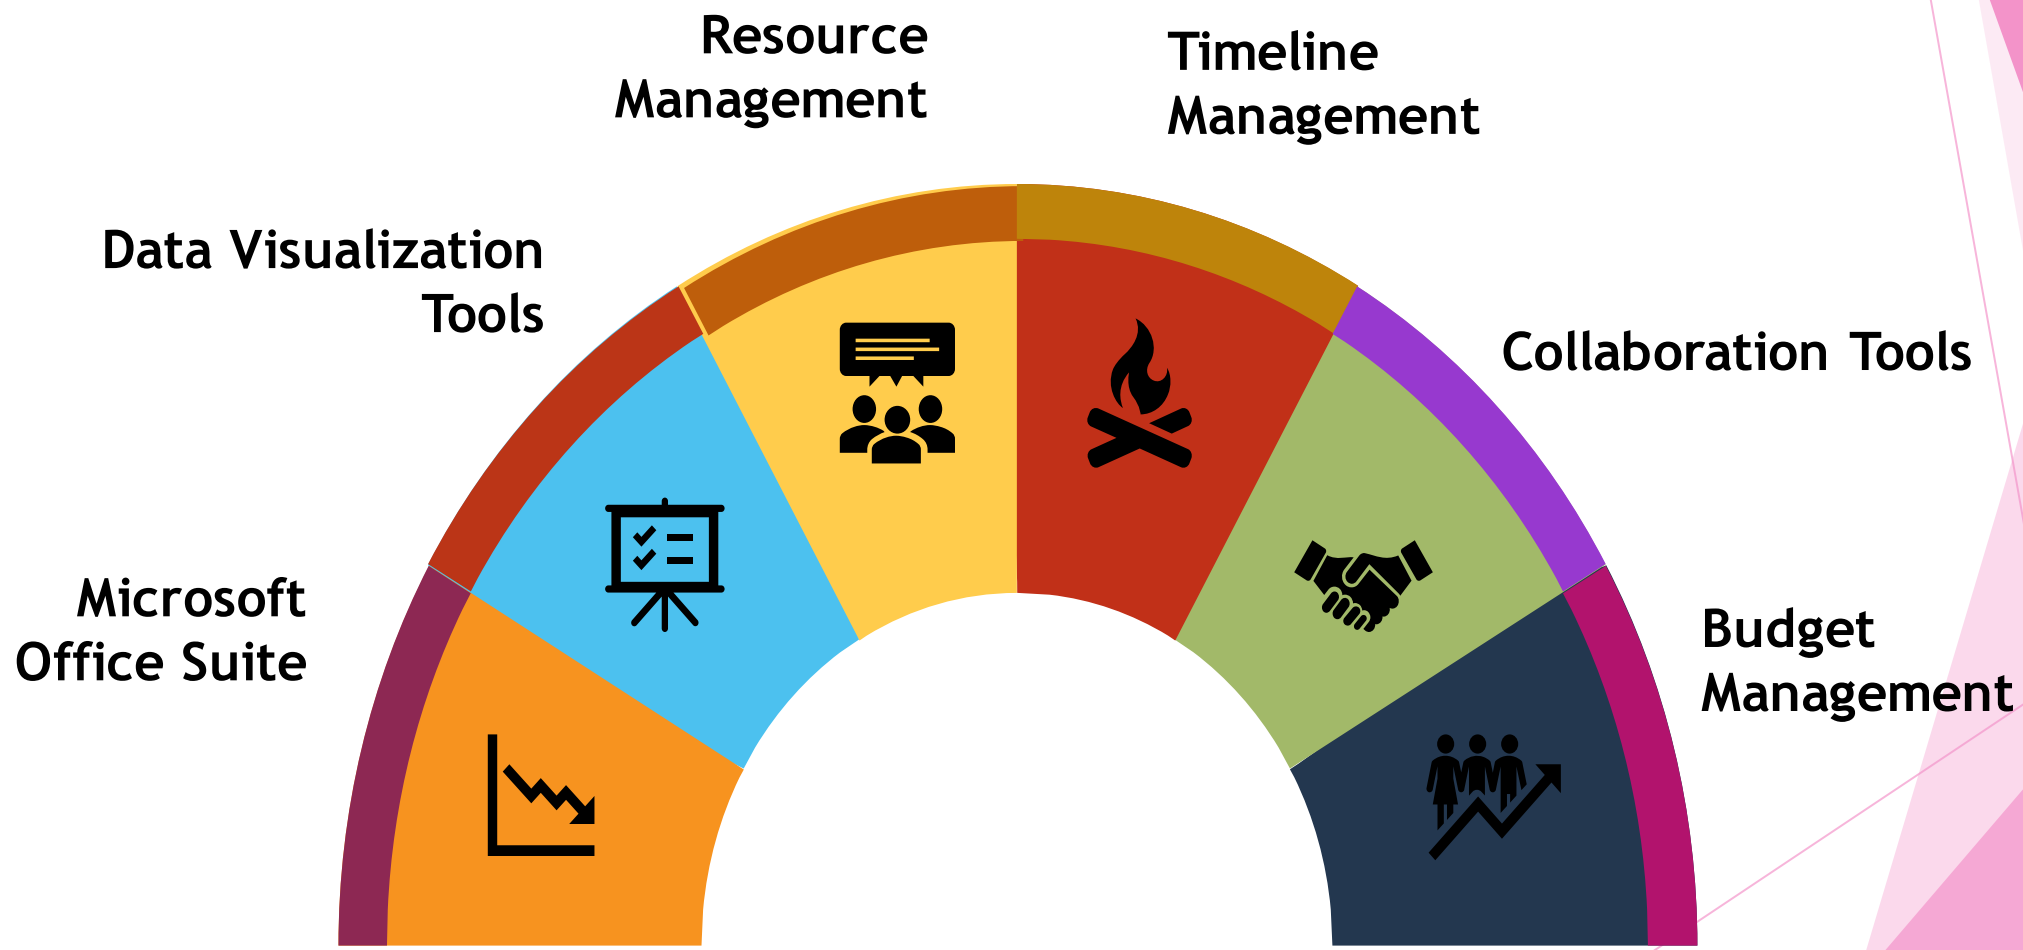 Resource
Management
Timeline
Management
Data Visualization
Tools
Collaboration Tools
Microsoft
Office Suite
Budget
Management